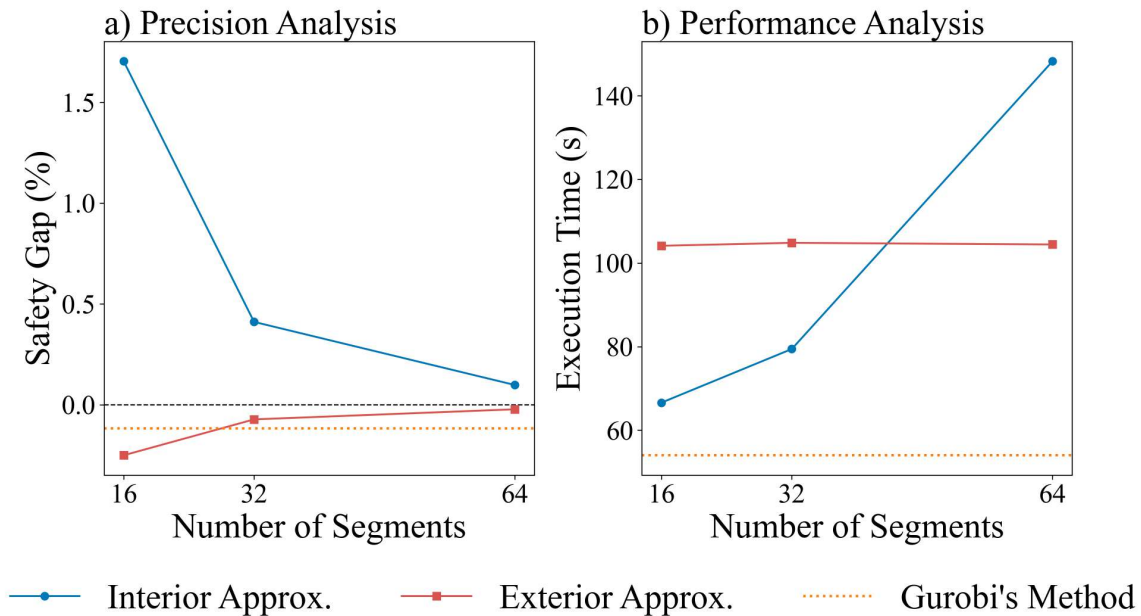 a) Precision Analysis
Safety Gap (%)
1.5
1.0
0.5
0.0
16
32
64
Number of Segments
b) Performance Analysis
Execution Time (s)
140
120
100
80
60
16
32
64
Number of Segments
Interior Approx.
Exterior Approx.
Gurobi's Method